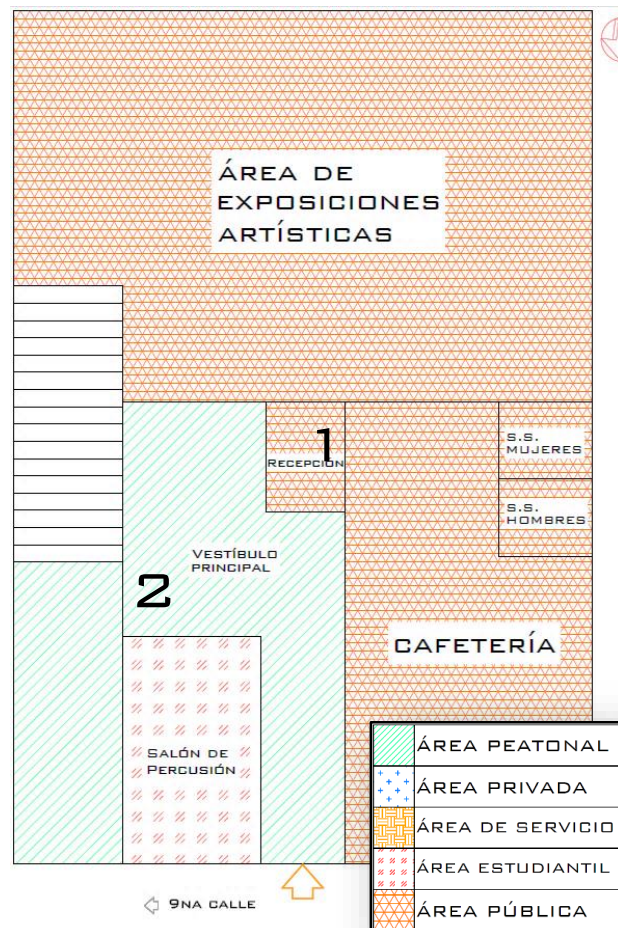 ÁREA DE
EXPOSICIONES
ARTÍSTICAS
1
RECEPCIÓN
S.S.
MUJERES
S.S.
HOMBRES
VESTÍBULO
PRINCIPAL
2
CAFETERÍA
SALÓN DE
PERCUSIÓN
ÁREA PEATONAL
ÁREA PRIVADA
ÁREA DE SERVICIO
ÁREA ESTUDIANTIL
ÁREA PÚBLICA
9NA CALLE